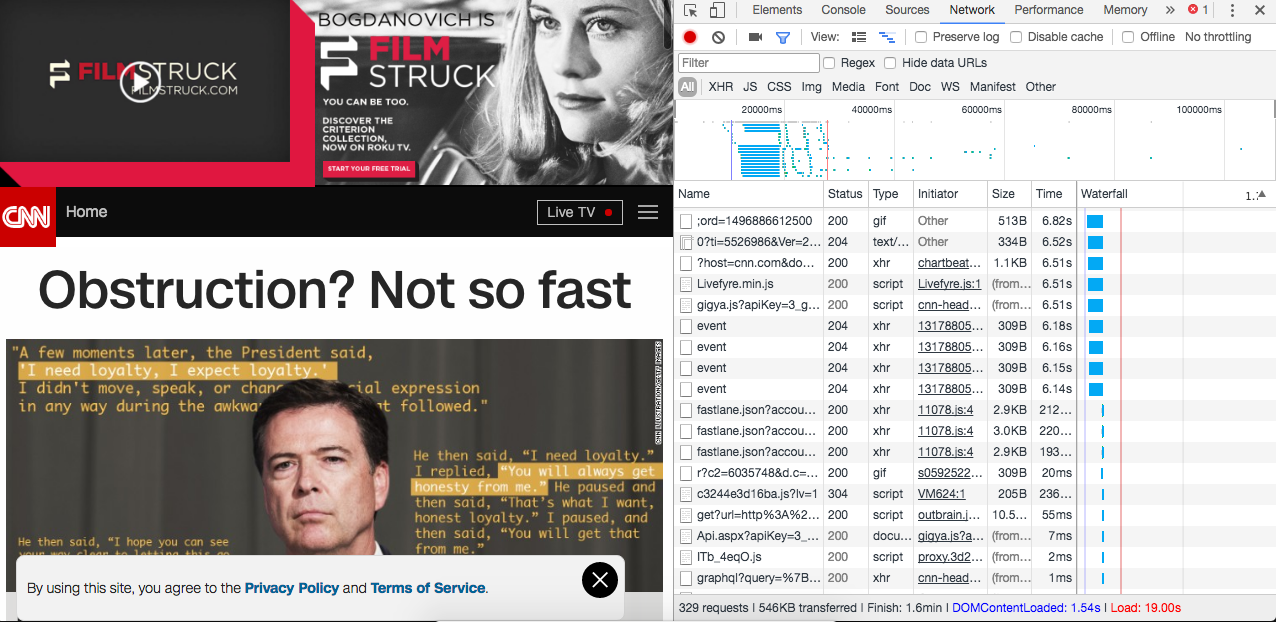 FILMSTRUCK
FILMSTRUCK.COM
BOGDANOVICH IS
FILM
STRUCK
YOU CAN BE TOO.
DISCOVER THE
CRITERION
COLLECTION,
NOW ON ROKU TV.
START YOUR FREE TRIAL
CNN Home Live TV
Obstruction? Not so fast
"A few moments later, the President said,
'I need loyalty, I expect loyalty.'
I didn't move, speak, or expression
in any way during the followed."
CNN ILLUSTRATION/GETTY IMAGES
He then said, “I need loyalty.”
I replied, “You will always get
honesty from me.” He paused and
then said, “That’s what I want,
honest loyalty.” I paused, and
then said, “You will get that
from me.”
He then said, “I hope you can see
your way clear to letting this go
By using this site, you agree to the Privacy Policy and Terms of Service.
Elements Console Sources Network Performance Memory » 1
View: Preserve log Disable cache Offline No throttling
Filter Regex Hide data URLs
All XHR JS CSS Img Media Font Doc WS Manifest Other
20000ms 40000ms 60000ms 80000ms 100000ms
Name Status Type Initiator Size Time Waterfall 1.
;ord=1496886612500 200 gif Other 513B 6.82s
0?ti=5526986&Ver=2... 204 text/... Other 334B 6.52s
?host=cnn.com&do... 200 xhr chartbeat... 1.1KB 6.51s
Livefyre.min.js 200 script Livefyre.js:1 (from... 6.51s
gigya.js?apiKey=3_g... 200 script cnn-head... (from... 6.51s
event 204 xhr 13178805... 309B 6.18s
event 204 xhr 13178805... 309B 6.16s
event 204 xhr 13178805... 309B 6.15s
event 204 xhr 13178805... 309B 6.14s
fastlane.json?accou... 200 xhr 11078.js:4 2.9KB 212...
fastlane.json?accou... 200 xhr 11078.js:4 3.0KB 220...
fastlane.json?accou... 200 xhr 11078.js:4 2.9KB 193...
r?c2=6035748&d.c=... 200 gif s0592522... 309B 20ms
c3244e3d16ba.js?lv=1 304 script VM624:1 205B 236...
get?url=http%3A%2... 200 script outbrain.j... 10.5... 55ms
Api.aspx?apiKey=3_... 200 docu... gigya.js?a... (from... 7ms
lTb_4eqO.js 200 script proxy.3d2... (from... 2ms
graphql?query=%7B... 200 xhr cnn-head... (from... 1ms
329 requests | 546KB transferred | Finish: 1.6min | DOMContentLoaded: 1.54s | Load: 19.00s